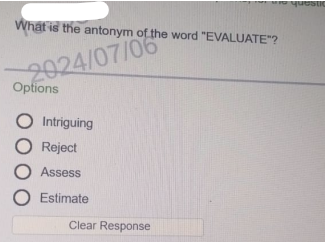 What is the antonym of the word "EVALUATE"?
2024/07/06
Options
Intriguing
Reject
Assess
Estimate
Clear Response